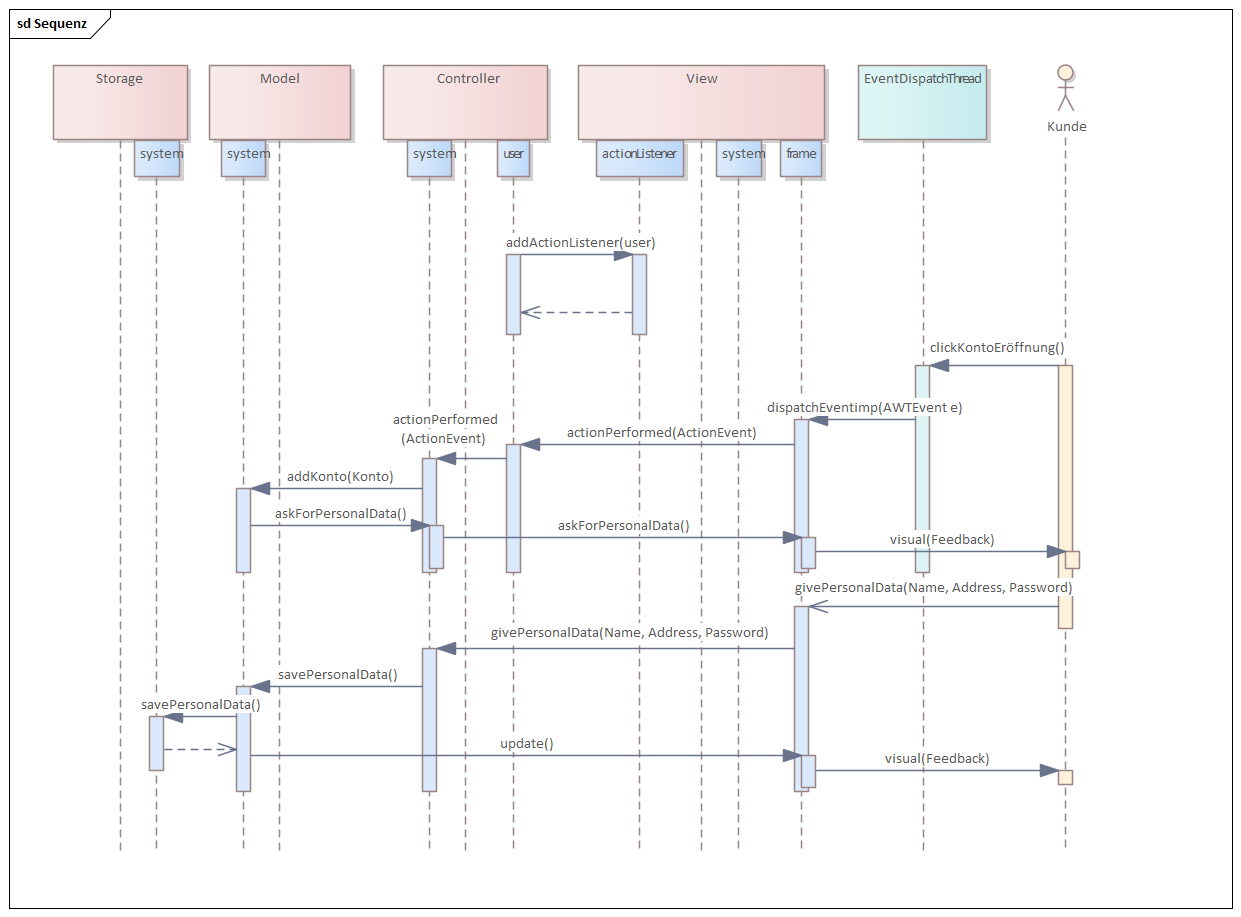 sd Sequenz
Storage
Model
Controller
View
EventDispatchThread
Kunde
system
system
system
user
actionListener
system
frame
addActionListener(user)
clickKontoEröffnung()
dispatchEventimp(AWTEvent e)
actionPerformed
(ActionEvent)
actionPerformed(ActionEvent)
addKonto(Konto)
askForPersonalData()
askForPersonalData()
visual(Feedback)
givePersonalData(Name, Address, Password)
givePersonalData(Name, Address, Password)
savePersonalData()
savePersonalData()
update()
visual(Feedback)